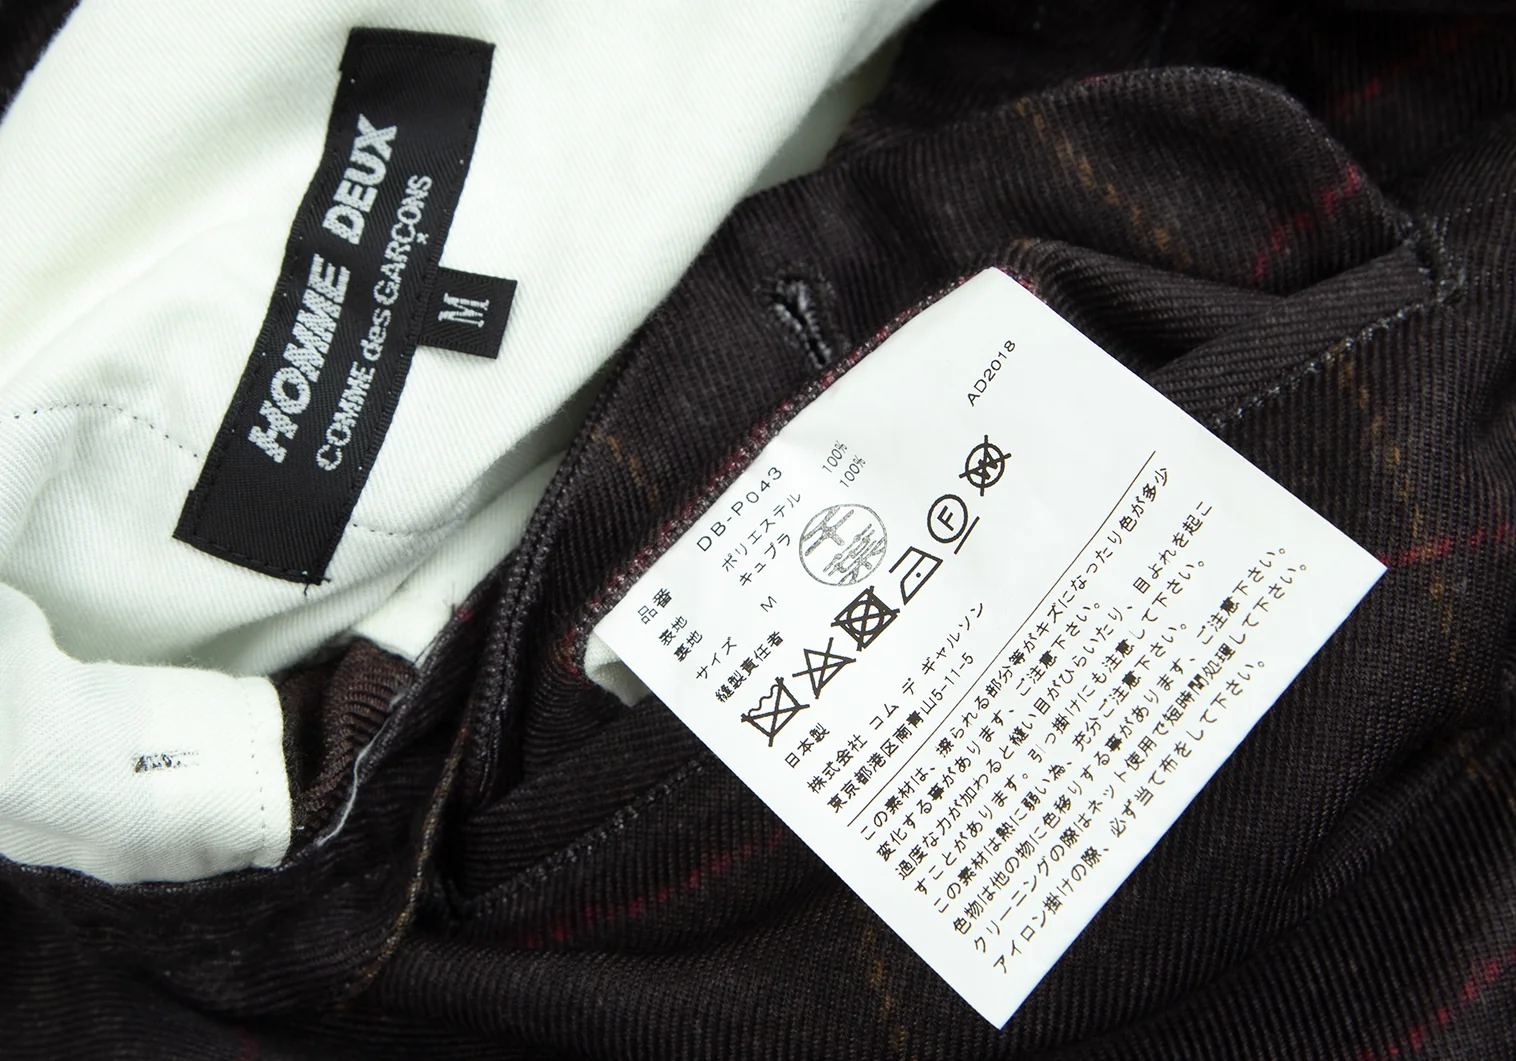 HOMME DEUX
COMME des GARÇONS
M
AD2018
品番 DB-P043
表地 ポリエステル 100%
裏地 キュプラ 100%
サイズ M
縫製責任者 千葉
F
W
日本製
株式会社 コム デ ギャルソン
東京都港区南青山5-11-5
この素材は、擦られる部分等がキズになったり色が多少
変化する事があります、ご注意下さい。
過度な力が加わると縫い目がひらいたり、目よれを起こ
すことがあります。引っ掛けにも注意して下さい。
この素材は熱に弱い為、充分ご注意下さい。
色物は他の物に色移りする事があります、ご注意下さい。
クリーニングの際はネット使用で短時間処理して下さい。
アイロン掛けの際、必ず当て布をして下さい。